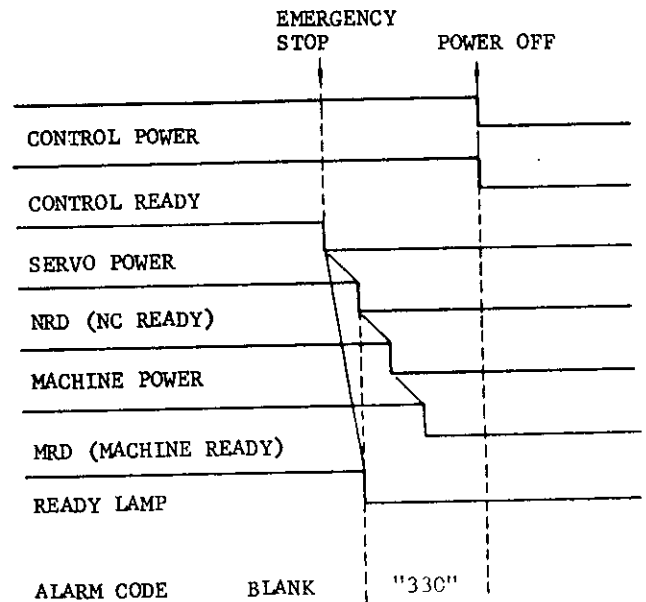 EMERGENCY
STOP POWER OFF
CONTROL POWER
CONTROL READY
SERVO POWER
NRD (NC READY)
MACHINE POWER
MRD (MACHINE READY)
READY LAMP
ALARM CODE BLANK "330"